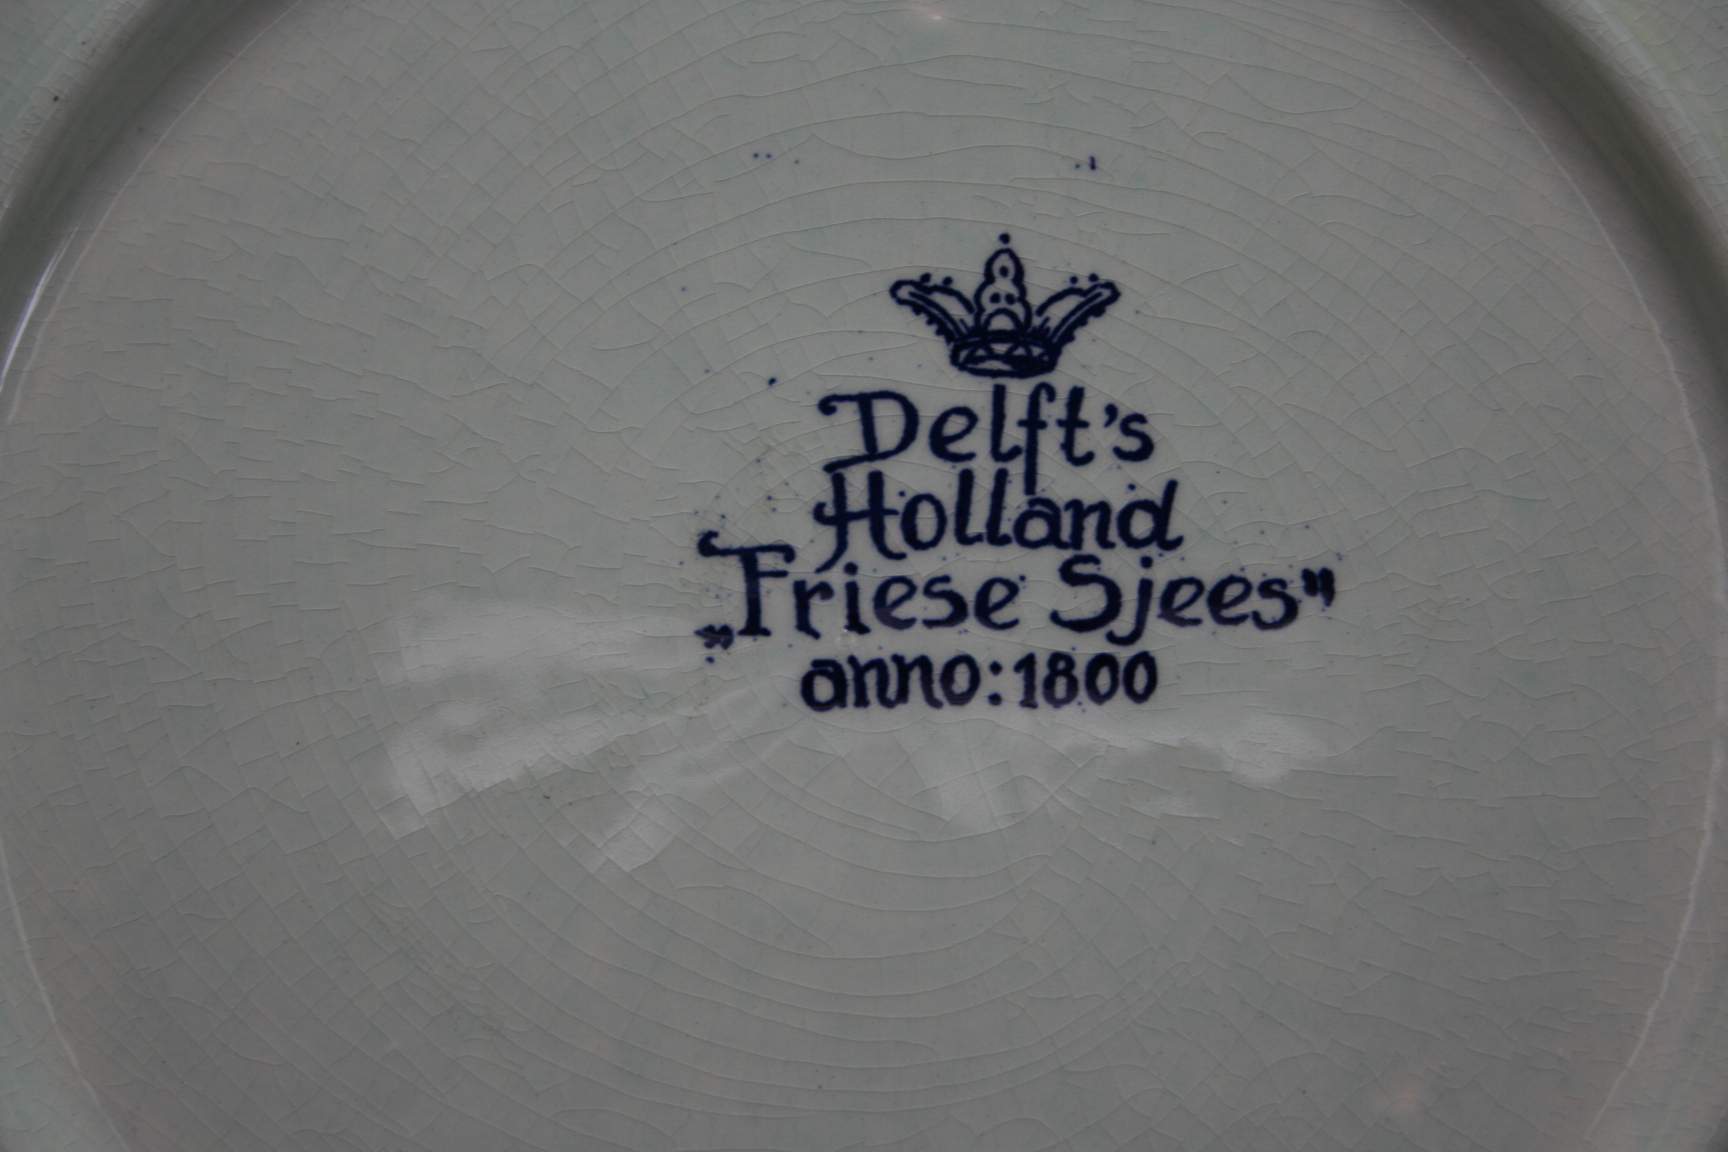 Delft's
Holland
„Friese Sjees"
anno: 1800